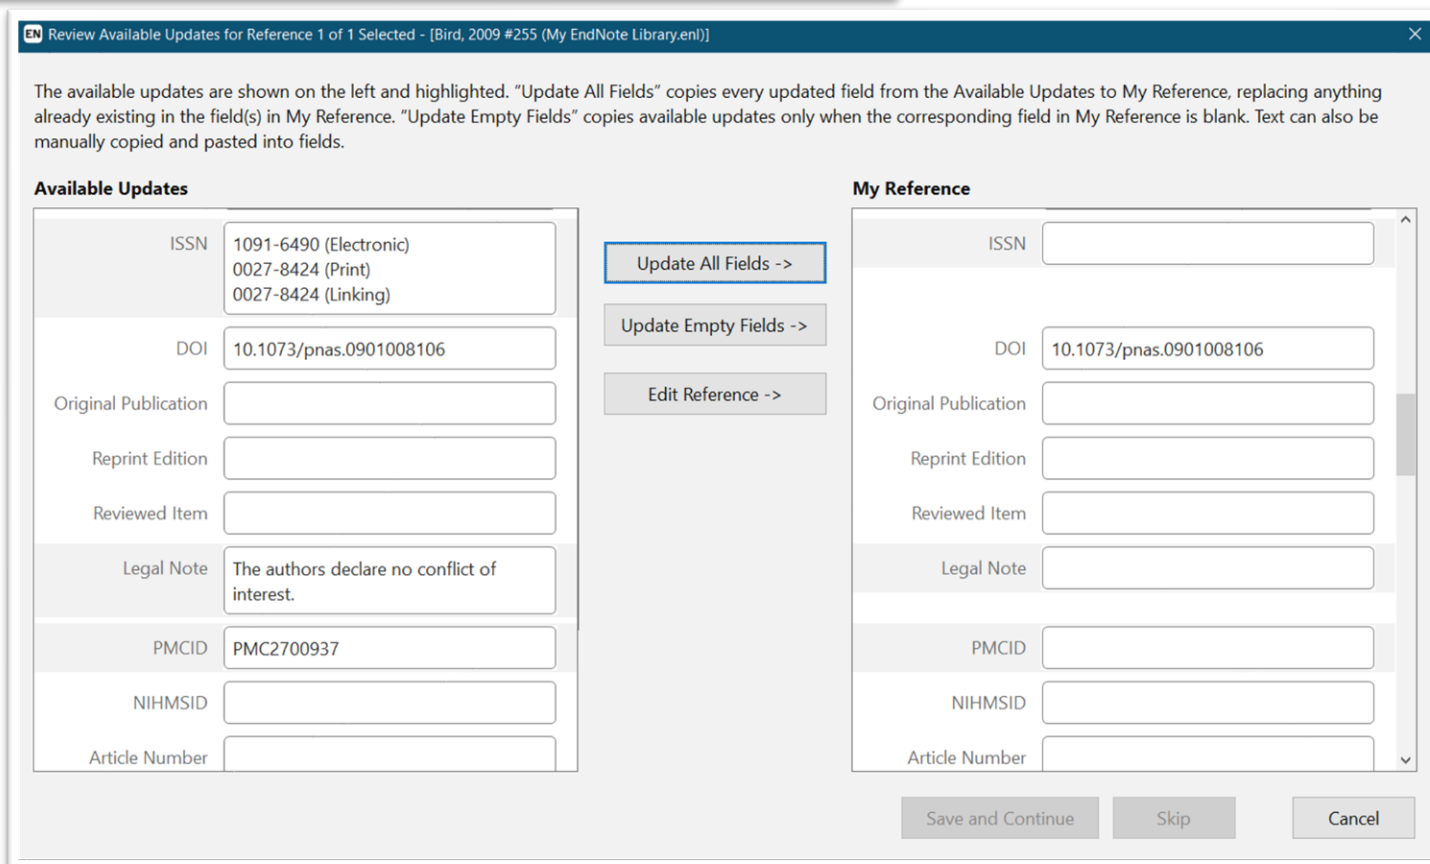 EN Review Available Updates for Reference 1 of 1 Selected - [Bird, 2009 #255 (My EndNote Library.enl)]
The available updates are shown on the left and highlighted. “Update All Fields” copies every updated field from the Available Updates to My Reference, replacing anything
already existing in the field(s) in My Reference. “Update Empty Fields” copies available updates only when the corresponding field in My Reference is blank. Text can also be
manually copied and pasted into fields.
Available Updates
ISSN
1091-6490 (Electronic)
0027-8424 (Print)
0027-8424 (Linking)
DOI
10.1073/pnas.0901008106
Original Publication
Reprint Edition
Reviewed Item
Legal Note
The authors declare no conflict of
interest.
PMCID
PMC2700937
NIHMSID
Article Number
Update All Fields ->
Update Empty Fields ->
Edit Reference ->
My Reference
ISSN
DOI
10.1073/pnas.0901008106
Original Publication
Reprint Edition
Reviewed Item
Legal Note
PMCID
NIHMSID
Article Number
Save and Continue
Skip
Cancel